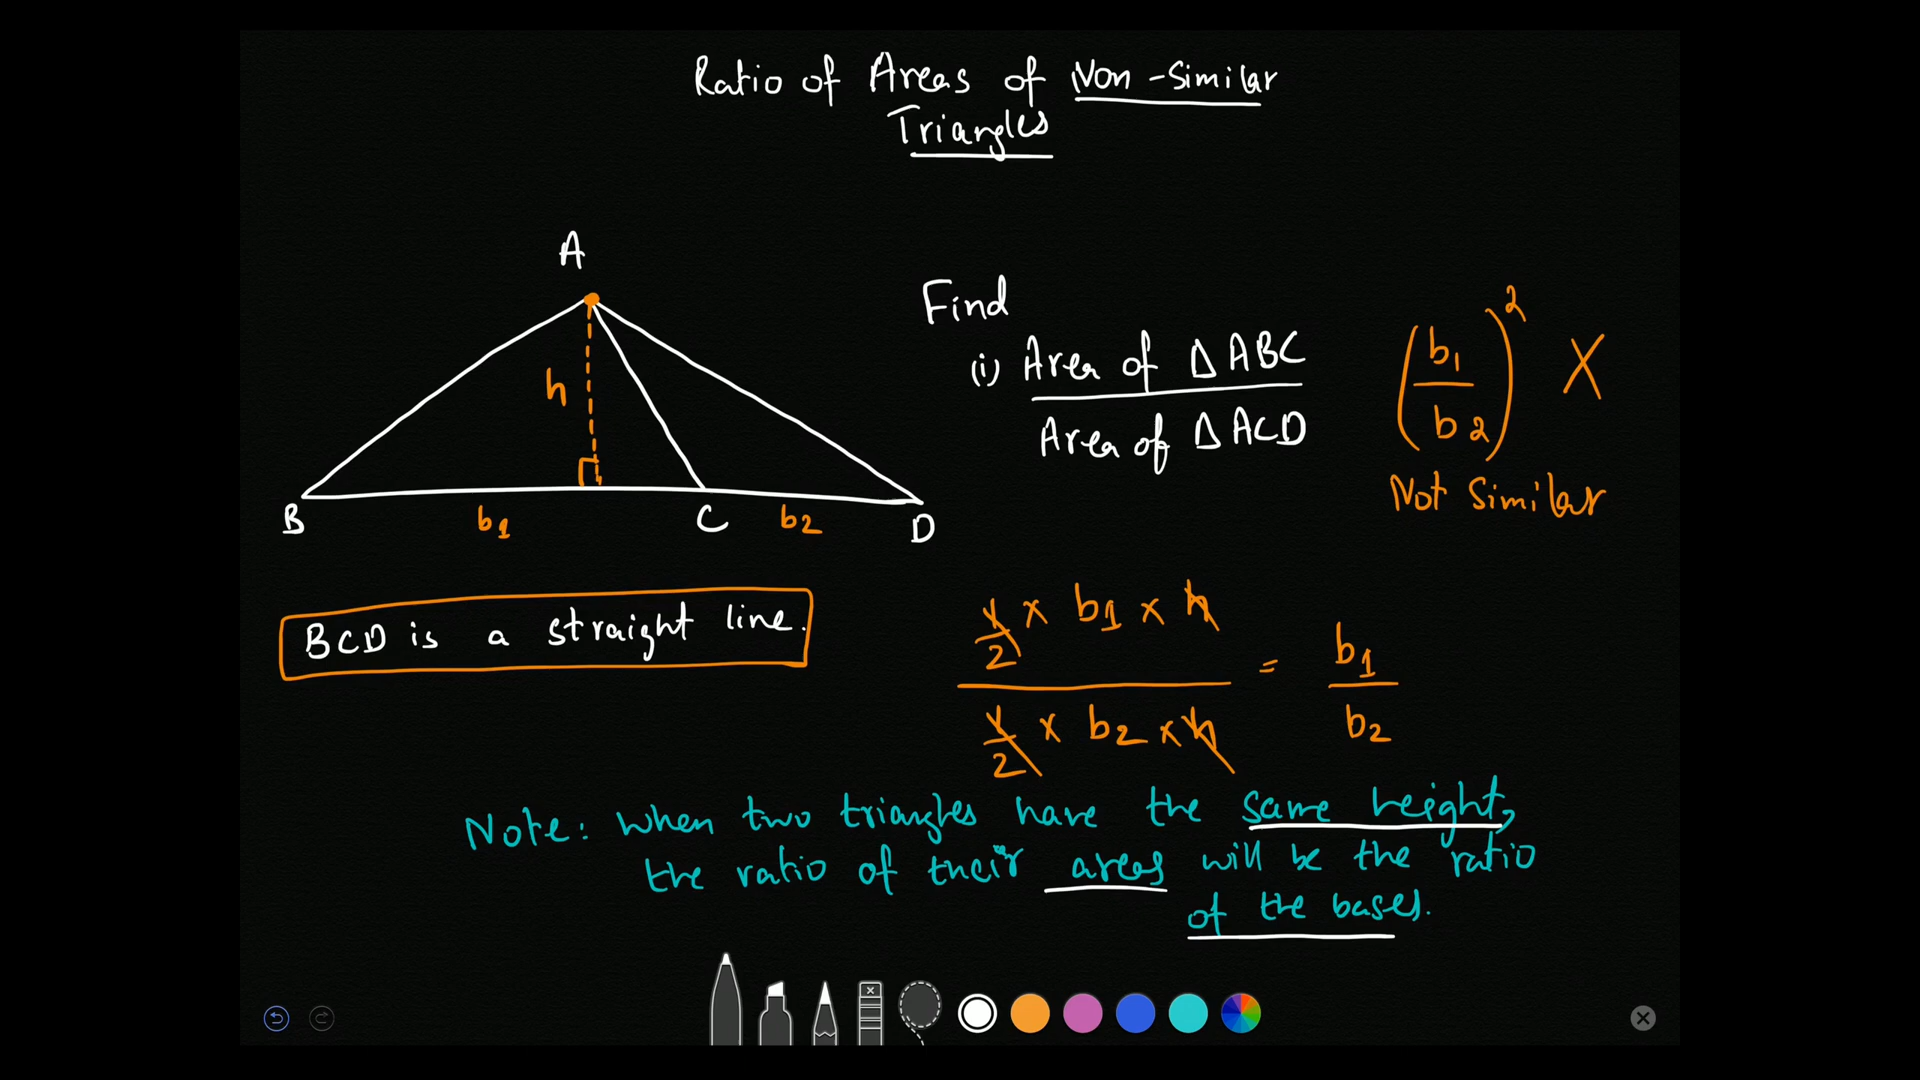 Ratio of Areas of Non-Similar
Triangles
A
h
B
b1
C
b2
D
Find
(i) Area of Δ ABC
Area of Δ ACD
(b1
b2)2 X
Not Similar
BCD is a straight line.
1/2 x b1 x h
1/2 x b2 x h
= b1
b2
Note: When two triangles have the same height,
the ratio of their areas will be the ratio
of the bases.